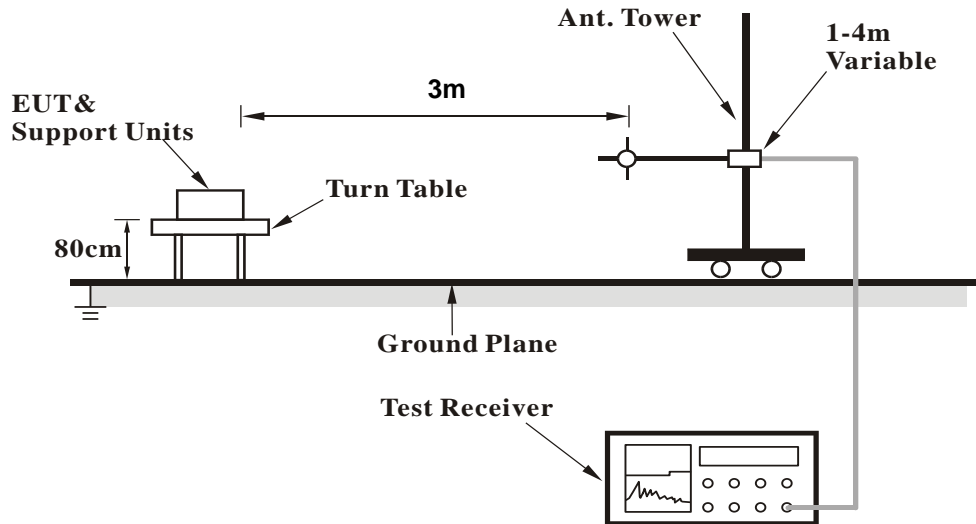 Ant. Tower
1-4m
Variable
3m
EUT&
Support Units
Turn Table
80cm
Ground Plane
Test Receiver